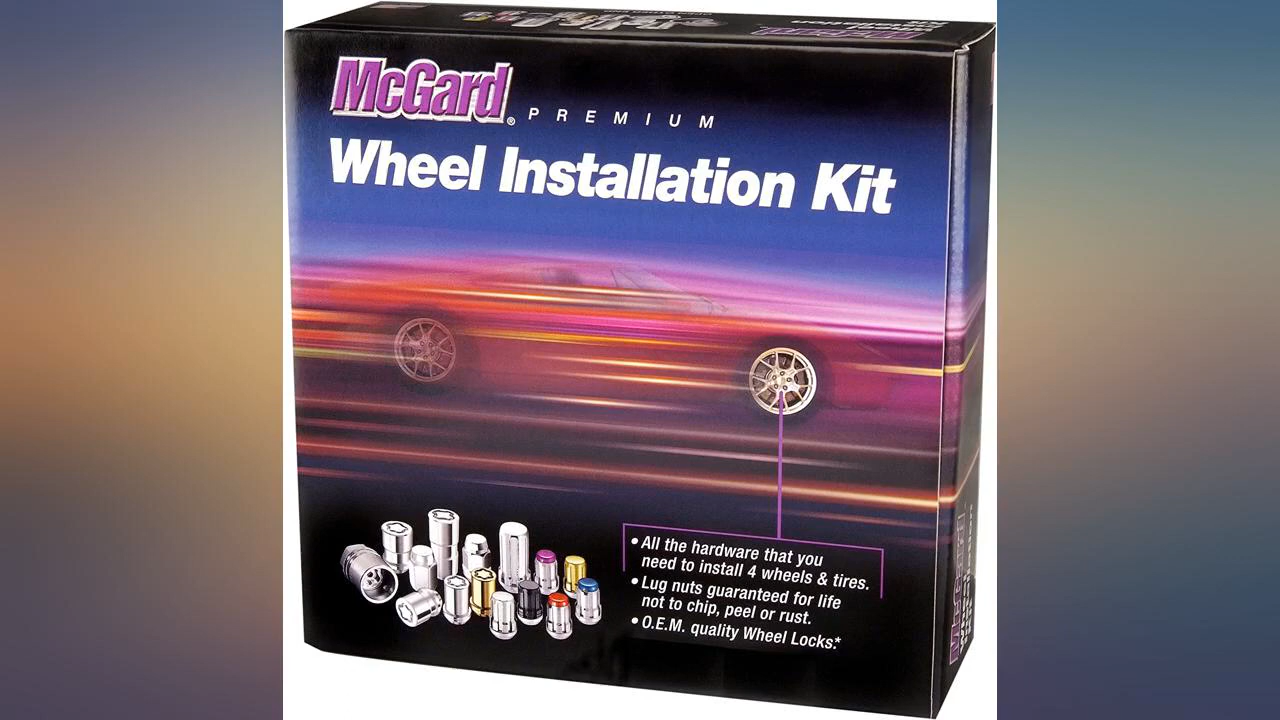 McGard® PREMIUM
Wheel Installation Kit
• All the hardware that you
need to install 4 wheels & tires.
• Lug nuts guaranteed for life
not to chip, peel or rust.
• O.E.M. quality Wheel Locks.*